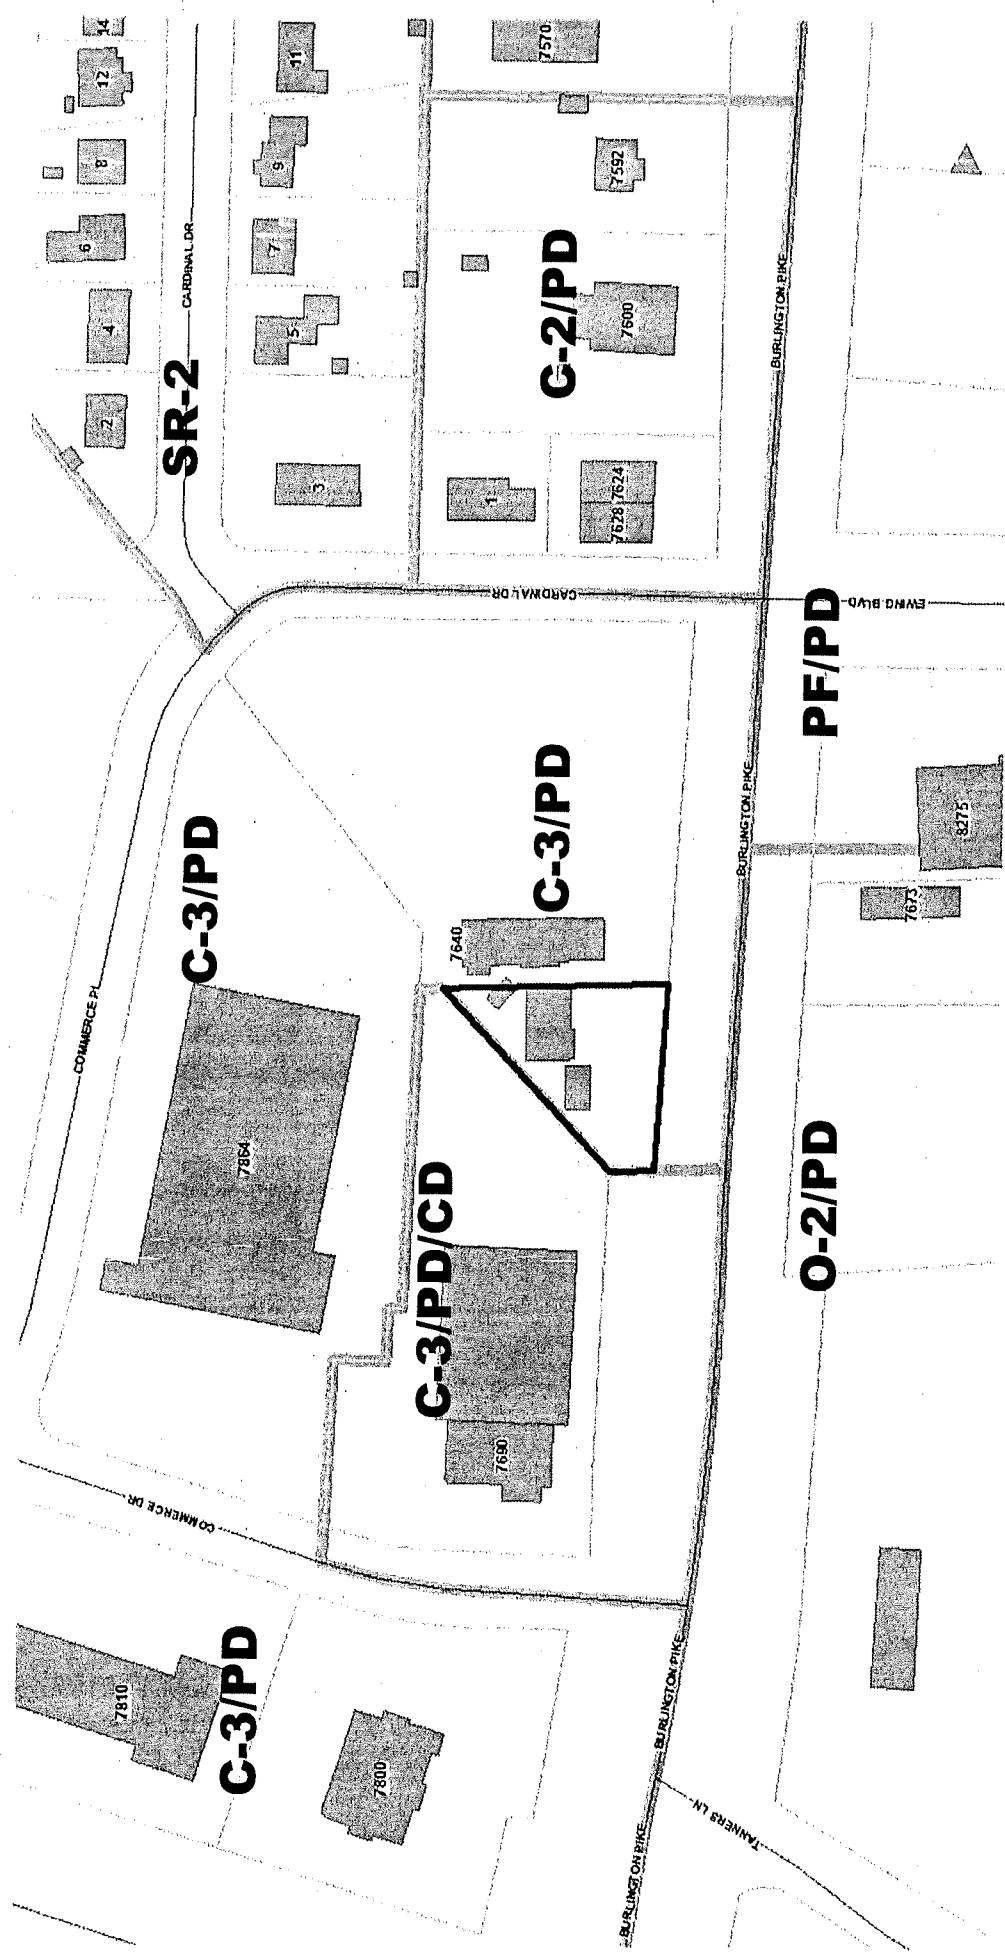 14
12
8
6
4
2
11
9
7
5
3
1
CARDINAL DR
SR-2
7570
7592
7600
C-2/PD
7624
7628
BURLINGTON PIKE
CARDINAL DR
EWING BLVD
PF/PD
COMMERCE PL
C-3/PD
7864
7640
C-3/PD
BURLINGTON PIKE
8275
7673
C-3/PD/CD
7690
O-2/PD
COMMERCE DR
7810
C-3/PD
7800
BURLINGTON PIKE
BURLINGTON PIKE
TANNERS LN